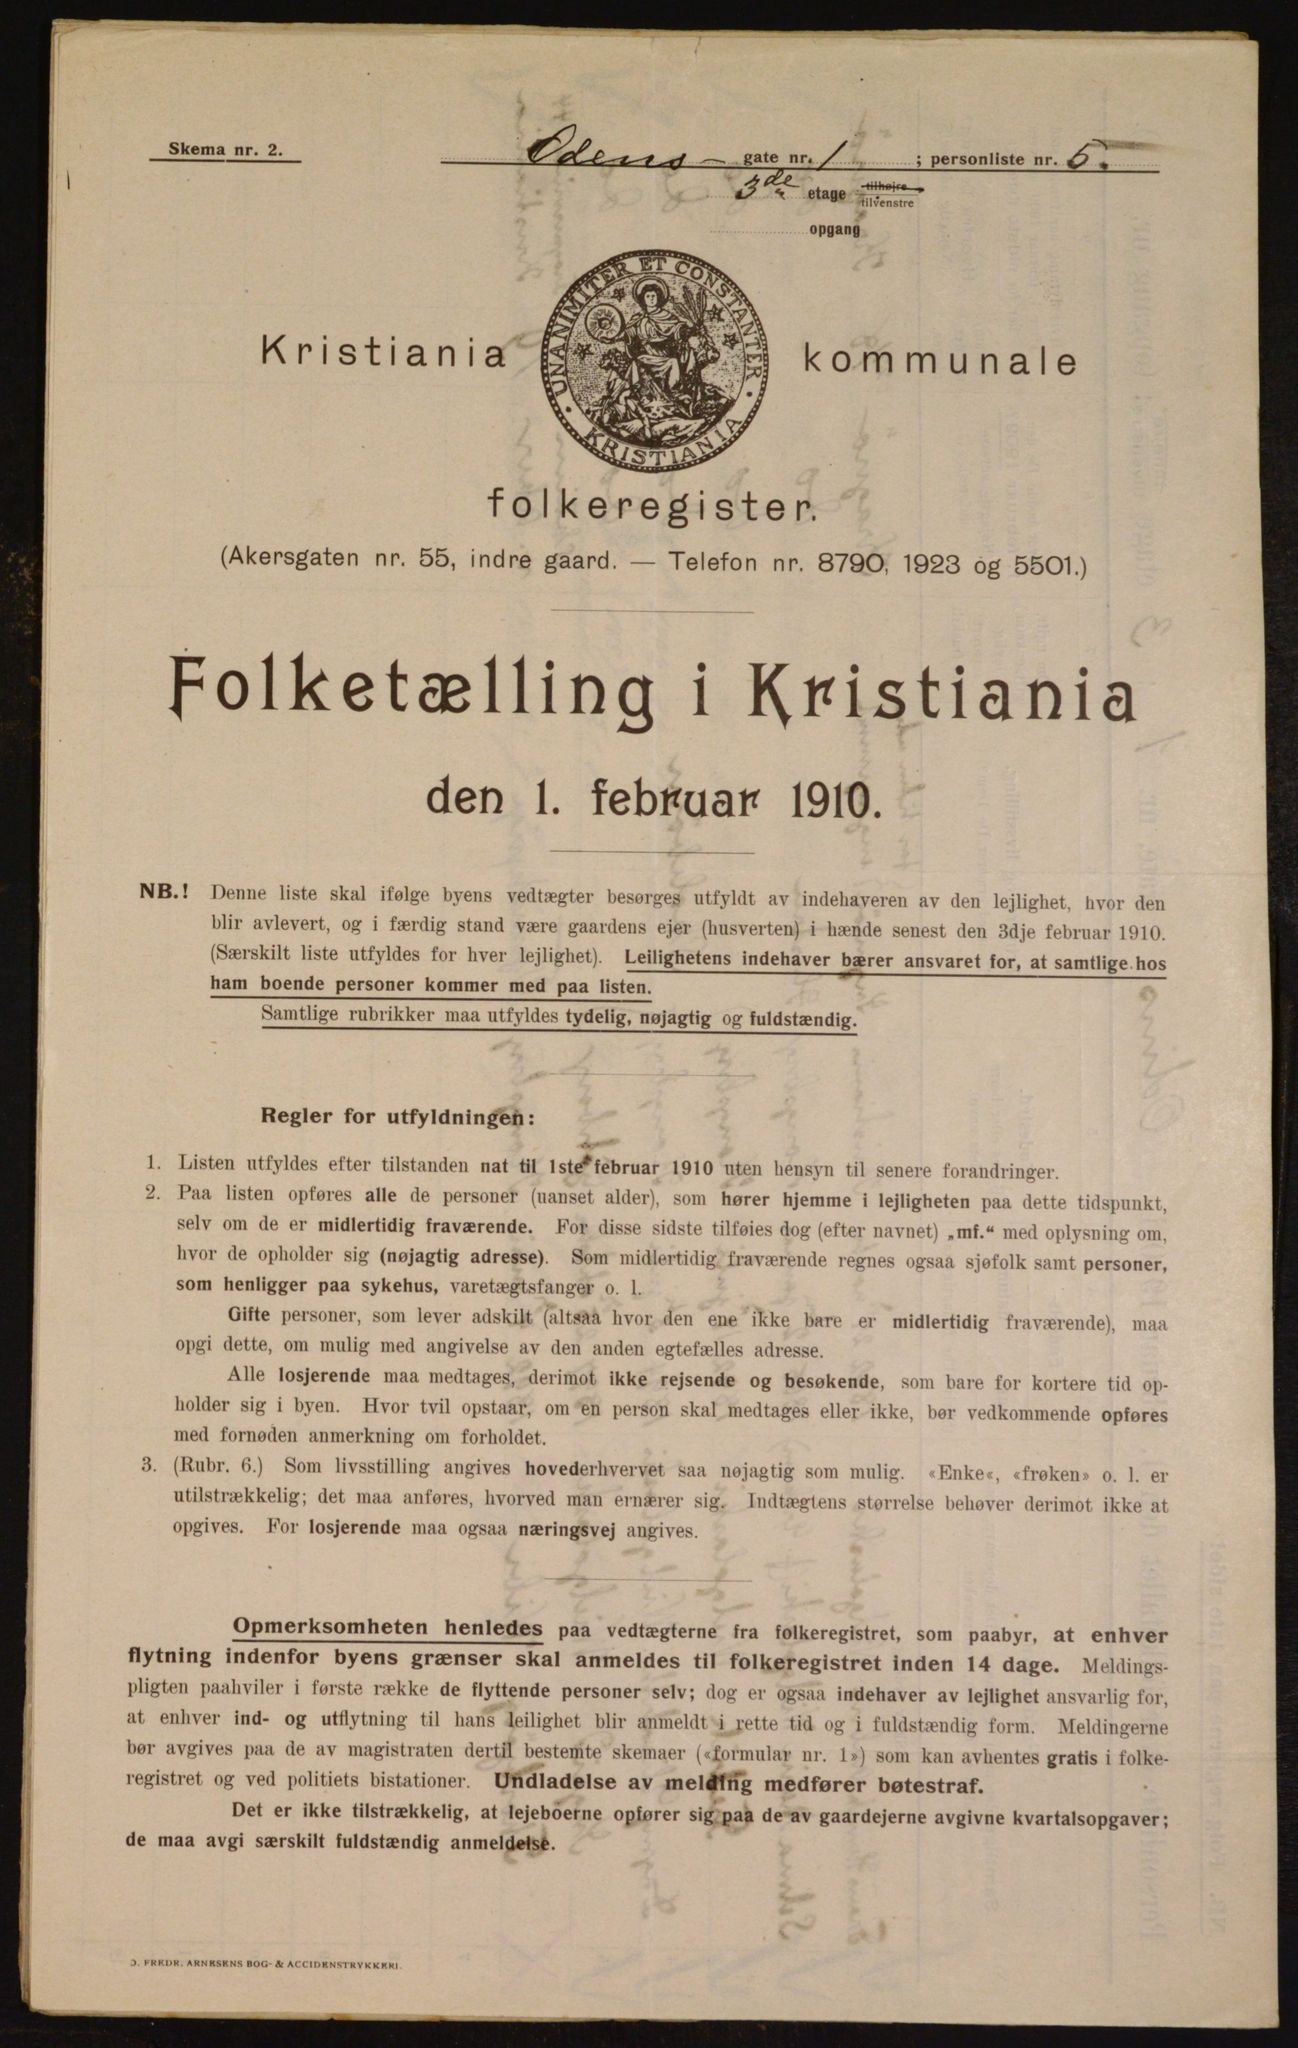 Skema nr. 2.
Odens - gate nr. 1 ; personliste nr. 5.
3de etage tilhøjre
tilvenstre
opgang
UNANIMITER ET CONSTANTER
KRISTIANIA
Kristiania kommunale
folkeregister.
(Akersgaten nr. 55, indre gaard. — Telefon nr. 8790, 1923 og 5501.)
Folketælling i Kristiania
den 1. februar 1910.
NB.! Denne liste skal ifølge byens vedtægter besørges utfyldt av indehaveren av den lejlighet, hvor den
blir avlevert, og i færdig stand være gaardens ejer (husverten) i hænde senest den 3dje februar 1910.
(Særskilt liste utfyldes for hver lejlighet). Leilighetens indehaver bærer ansvaret for, at samtlige hos
ham boende personer kommer med paa listen.
Samtlige rubrikker maa utfyldes tydelig, nøjagtig og fuldstændig.
Regler for utfyldningen:
1. Listen utfyldes efter tilstanden nat til 1ste februar 1910 uten hensyn til senere forandringer.
2. Paa listen opføres alle de personer (uanset alder), som hører hjemme i lejligheten paa dette tidspunkt,
selv om de er midlertidig fraværende. For disse sidste tilføies dog (efter navnet) „mf.“ med oplysning om,
hvor de opholder sig (nøjagtig adresse). Som midlertidig fraværende regnes ogsaa sjøfolk samt personer,
som henligger paa sykehus, varetægtsfanger o. l.
Gifte personer, som lever adskilt (altsaa hvor den ene ikke bare er midlertidig fraværende), maa
opgi dette, om mulig med angivelse av den anden egtefælles adresse.
Alle losjerende maa medtages, derimot ikke rejsende og besøkende, som bare for kortere tid op-
holder sig i byen. Hvor tvil opstaar, om en person skal medtages eller ikke, bør vedkommende opføres
med fornøden anmerkning om forholdet.
3. (Rubr. 6.) Som livsstilling angives hovederhvervet saa nøjagtig som mulig. «Enke«, «frøken» o. l. er
utilstrækkelig; det maa anføres, hvorved man ernærer sig. Indtægtens størrelse behøver derimot ikke at
opgives. For losjerende maa ogsaa næringsvej angives.
Opmerksomheten henledes paa vedtægterne fra folkeregistret, som paabyr, at enhver
flytning indenfor byens grænser skal anmeldes til folkeregistret inden 14 dage. Meldings-
pligten paahviler i første række de flyttende personer selv; dog er ogsaa indehaver av lejlighet ansvarlig for,
at enhver ind- og utflytning til hans leilighet blir anmeldt i rette tid og i fuldstændig form. Meldingerne
bør avgives paa de av magistraten dertil bestemte skemaer («formular nr. 1») som kan avhentes gratis i folke-
registret og ved politiets bistationer. Undladelse av melding medfører bøtestraf.
Det er ikke tilstrækkelig, at lejeboerne opfører sig paa de av gaardejerne avgivne kvartalsopgaver;
de maa avgi særskilt fuldstændig anmeldelse.
O. FREDR. ARNESENS BOG- & ACCIDENSTRYKKERI.